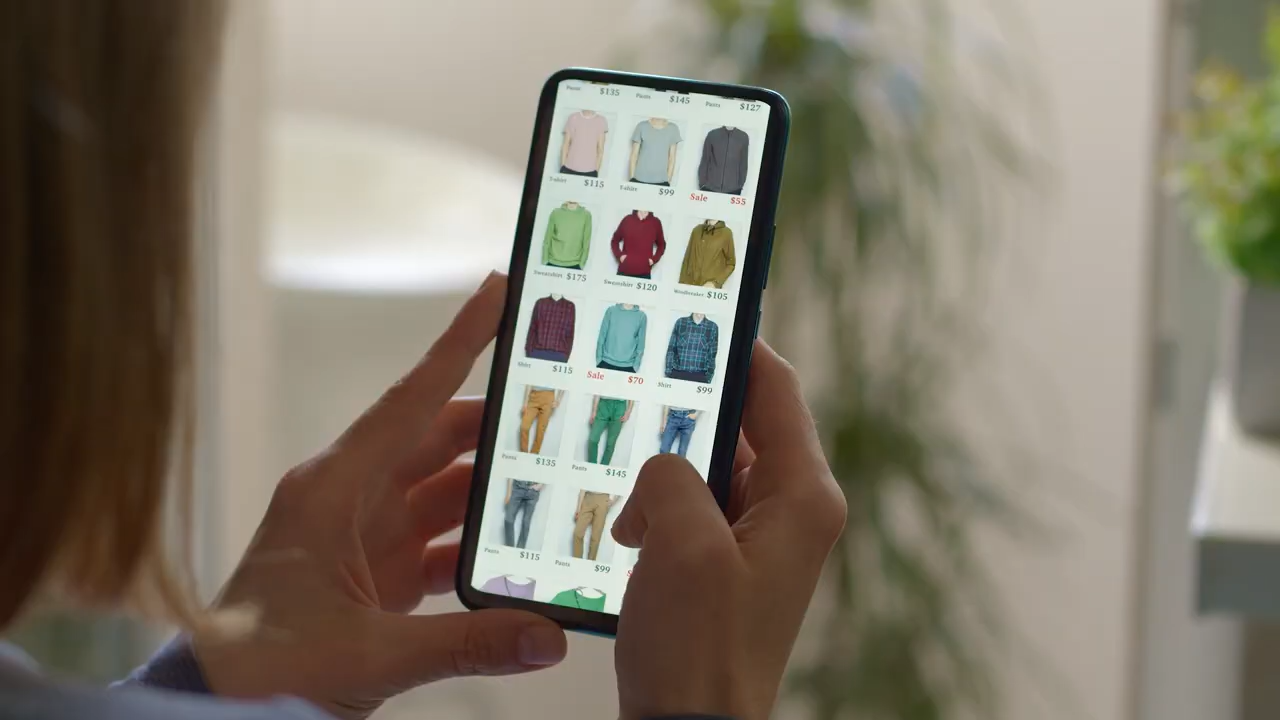 Pants $135 Pants $145 Pants $127
T-shirt $115 T-shirt $99 Sale $55
Sweatshirt $175 Sweatshirt $120 Windbreaker $105
Shirt $115 Sale $70 Shirt $99
Pants $135 Pants $145
Pants $115 Pants $99